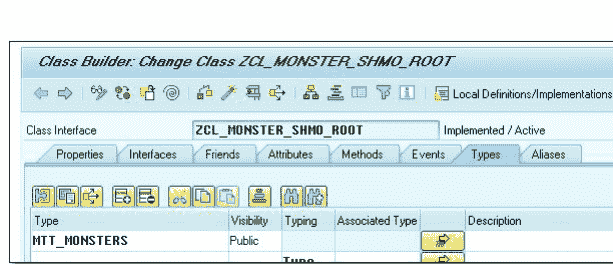 Class Builder: Change Class ZCL_MONSTER_SHMO_ROOT
Local Definitions/Implementations
Class Interface ZCL_MONSTER_SHMO_ROOT Implemented / Active
Properties Interfaces Friends Attributes Methods Events Types Aliases
Type Visibility Typing Associated Type Description
MTT_MONSTERS Public